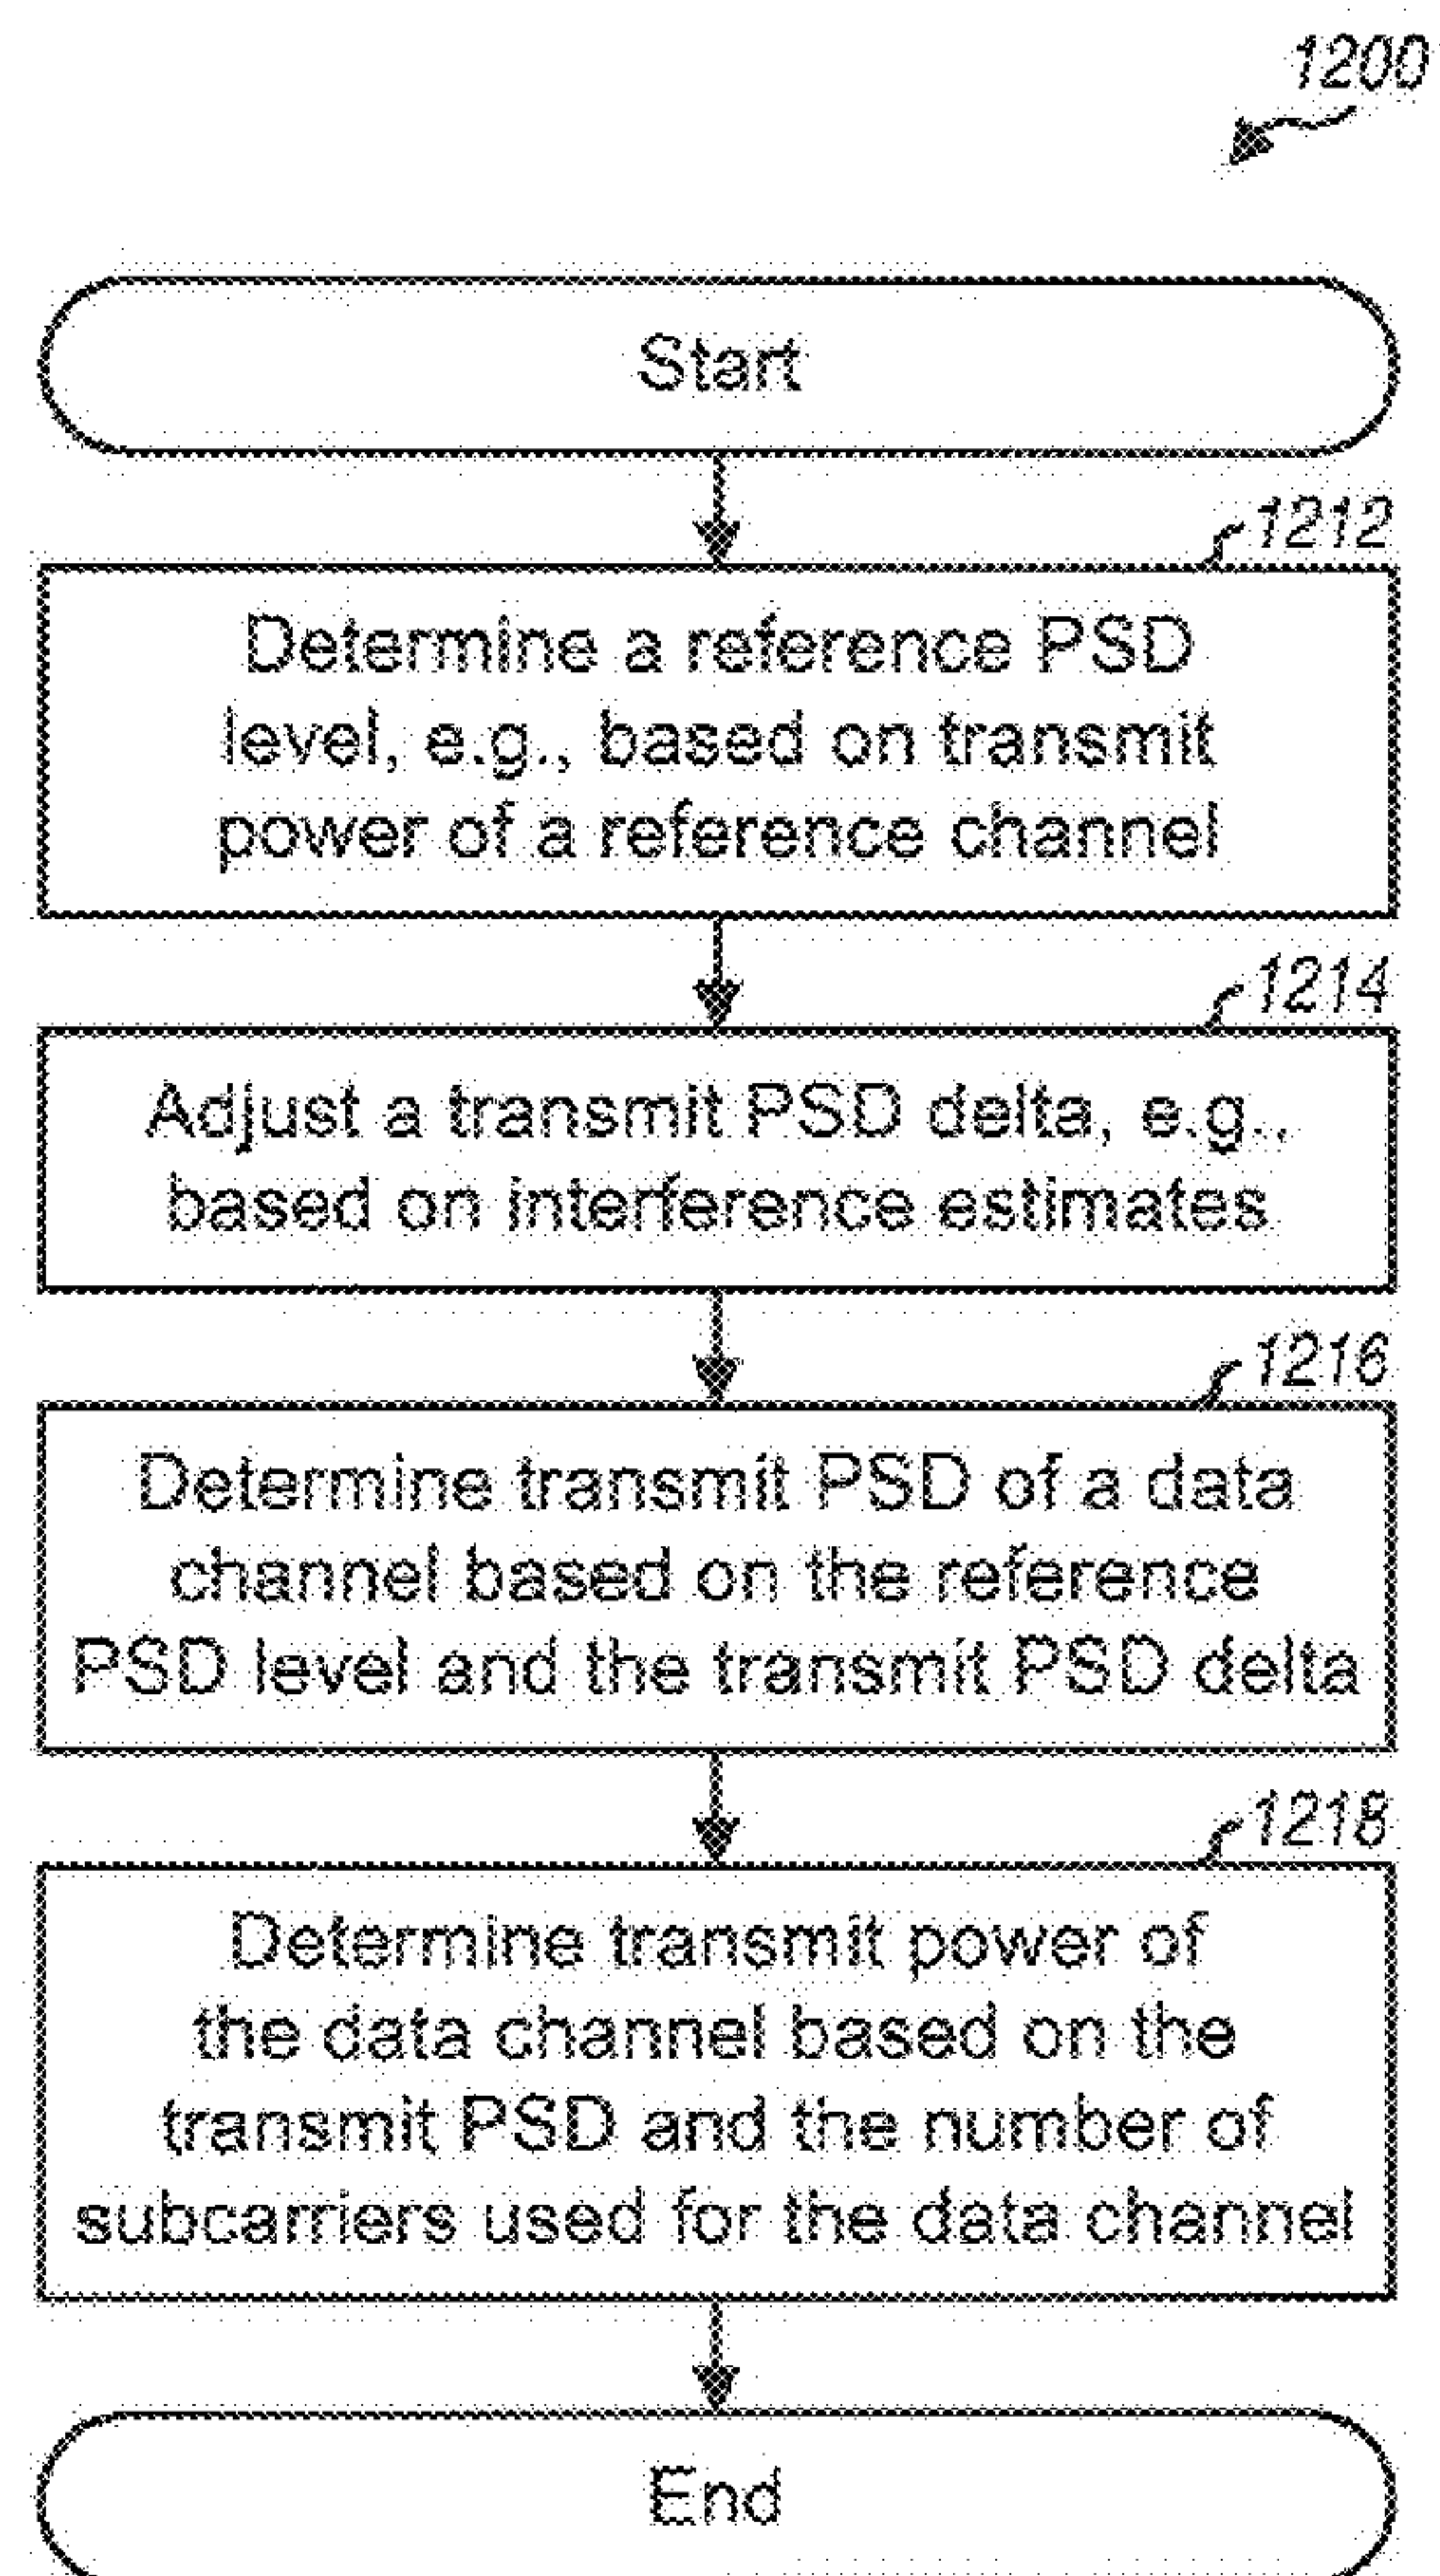 1200
Start
1212
Determine a reference PSD
level, e.g., based on transmit
power of a reference channel
1214
Adjust a transmit PSD delta, e.g.,
based on interference estimates
1216
Determine transmit PSD of a data
channel based on the reference
PSD level and the transmit PSD delta
1218
Determine transmit power of
the data channel based on the
transmit PSD and the number of
subcarriers used for the data channel
End